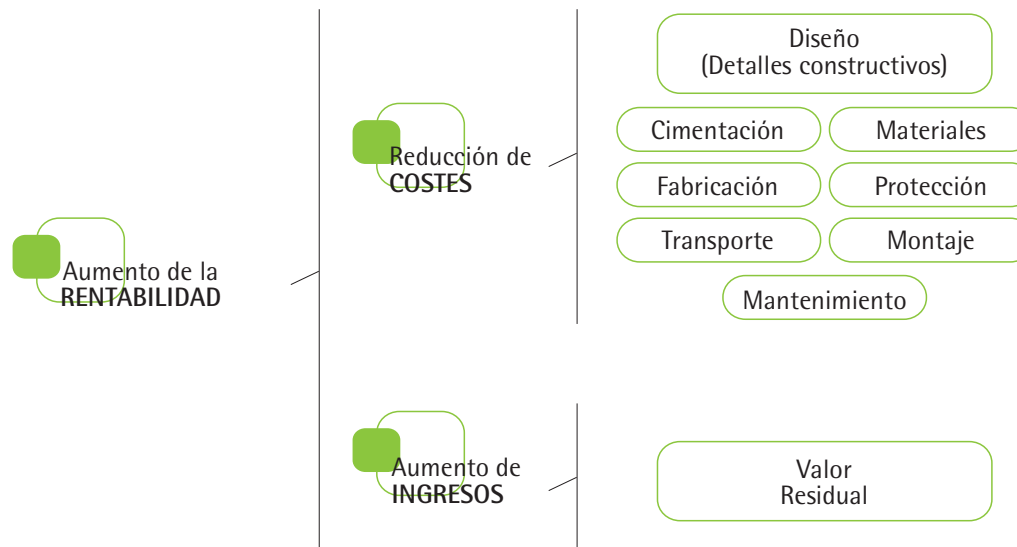 Aumento de la
RENTABILIDAD
Reducción de
COSTES
Diseño
(Detalles constructivos)
Cimentación
Materiales
Fabricación
Protección
Transporte
Montaje
Mantenimiento
Aumento de
INGRESOS
Valor
Residual